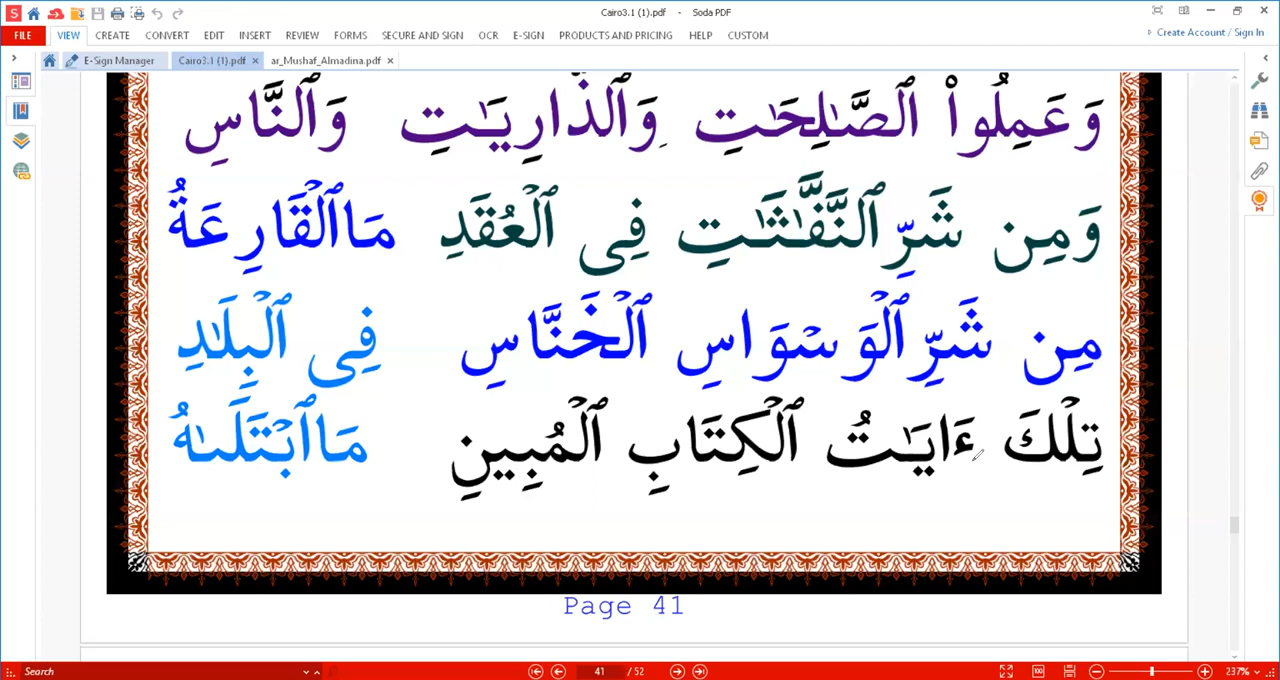 Cairo3.1 (1).pdf - Soda PDF
FILE VIEW CREATE CONVERT EDIT INSERT REVIEW FORMS SECURE AND SIGN OCR E-SIGN PRODUCTS AND PRICING HELP CUSTOM Create Account / Sign In
E-Sign Manager Cairo3.1 (1).pdf ar_Mushaf_Almadina.pdf
وَعَمِلُوا۟ ٱلصَّـٰلِحَـٰتِ وَٱلذَّٰرِيَـٰتِ وَٱلنَّاسِ
وَمِن شَرِّ ٱلنَّفَّـٰثَـٰتِ فِى ٱلْعُقَدِ مَا ٱلْقَارِعَةُ
مِن شَرِّ ٱلْوَسْوَاسِ ٱلْخَنَّاسِ فِى ٱلْبِلَـٰدِ
تِلْكَ ءَايَـٰتُ ٱلْكِتَابِ ٱلْمُبِينِ مَا ٱبْتَلَىٰهُ
Page 41
Search 41 / 52 237%